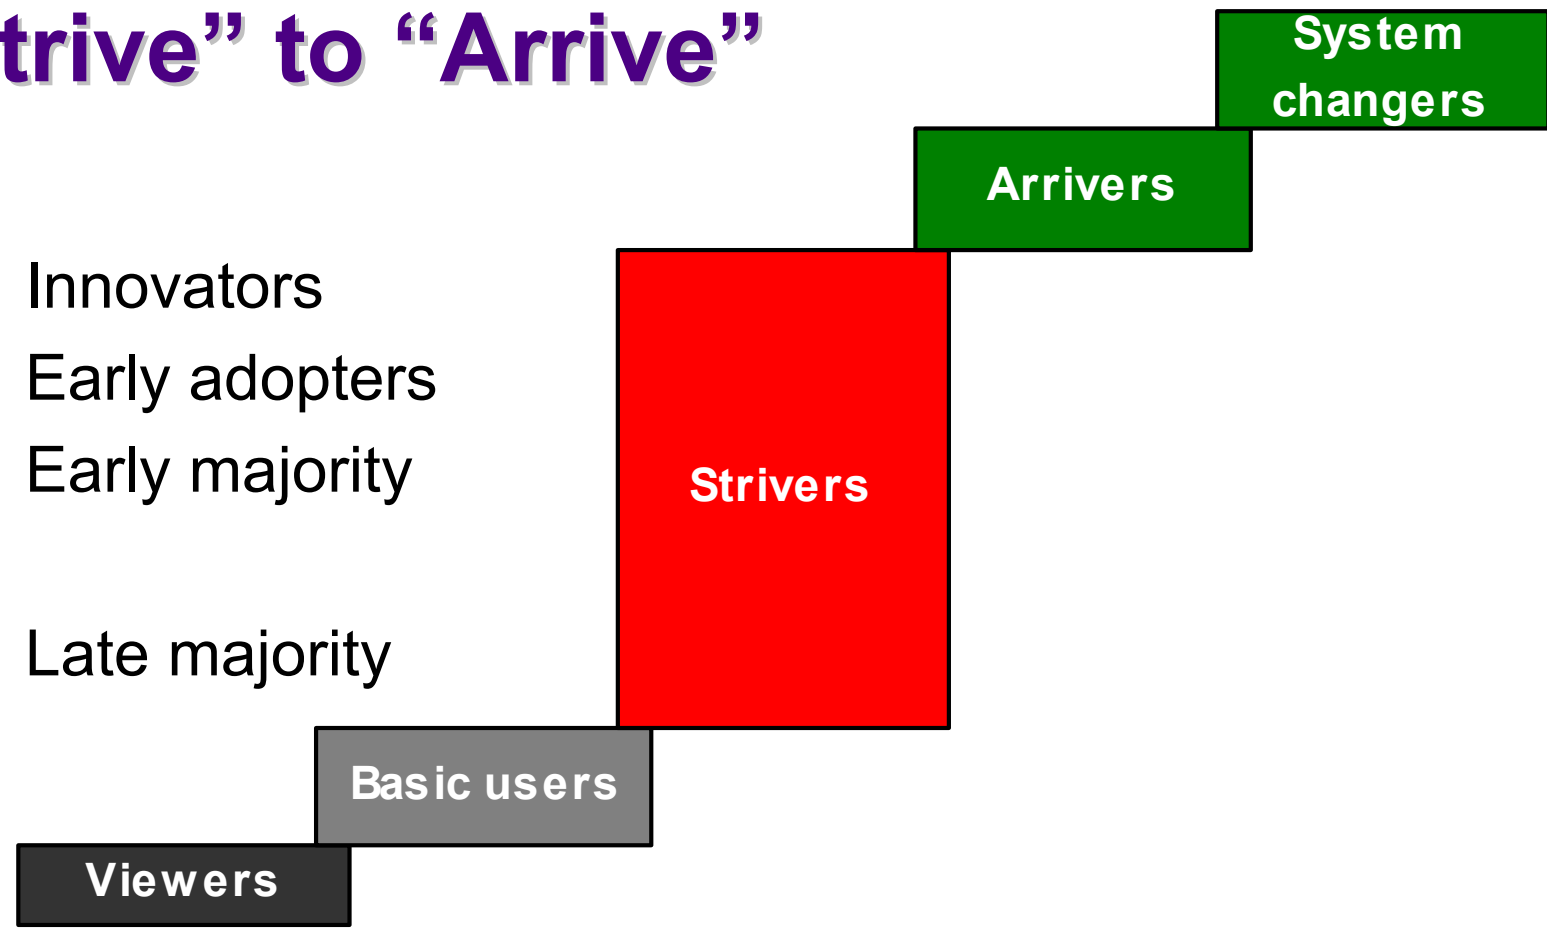 trive” to “Arrive”
System
changers
Arrivers
Innovators
Early adopters
Early majority
Strivers
Late majority
Basic users
Viewers